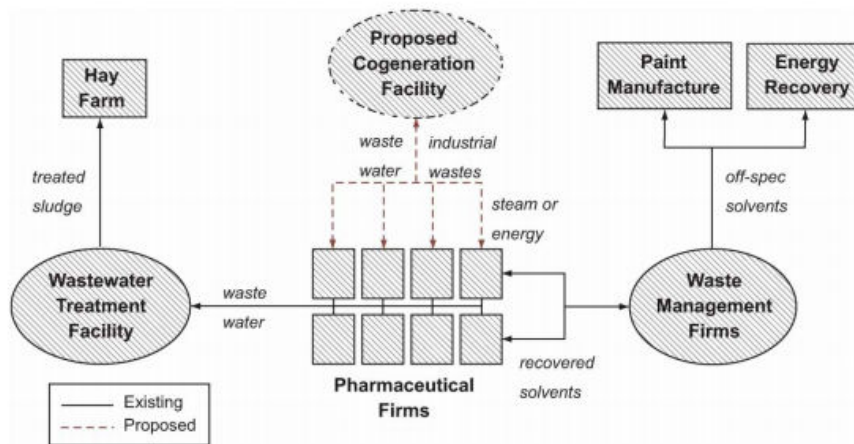 Proposed
Cogeneration
Facility
Hay
Farm
Paint
Manufacture
Energy
Recovery
waste
water
industrial
wastes
treated
sludge
steam or
energy
off-spec
solvents
Wastewater
Treatment
Facility
waste
water
Waste
Management
Firms
recovered
solvents
Pharmaceutical
Firms
Existing
Proposed